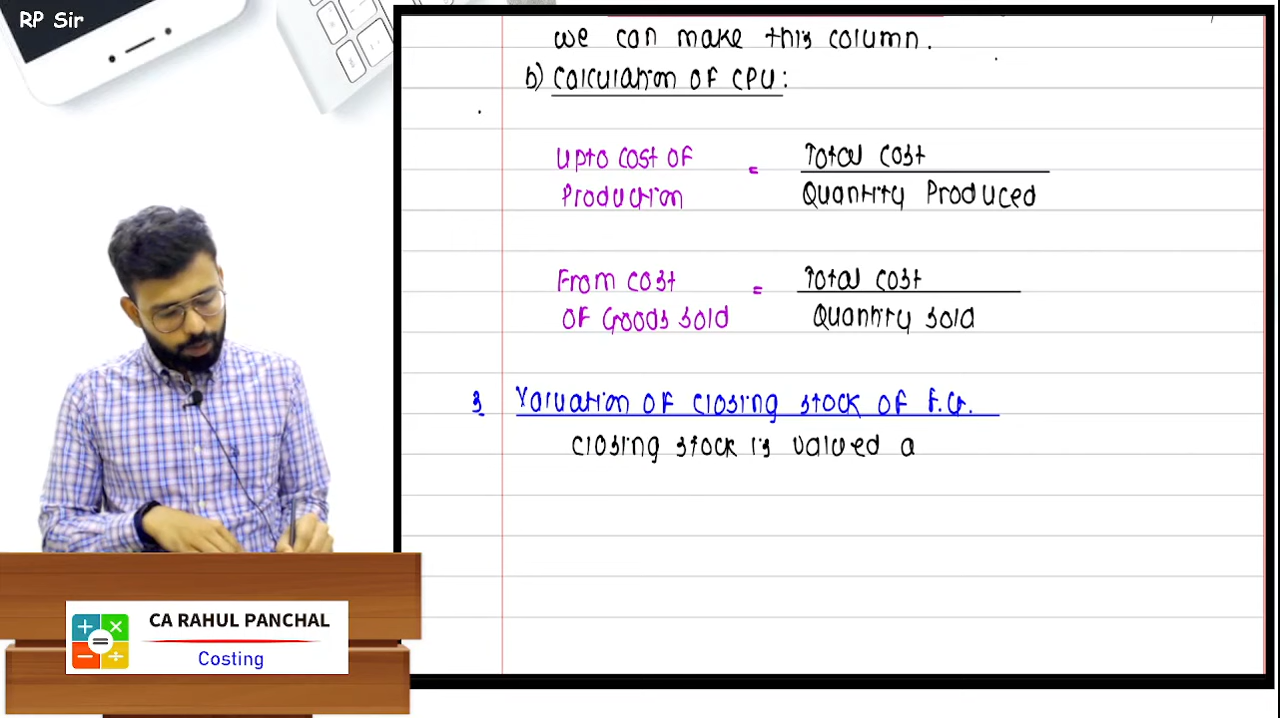 RP Sir
we can make this column.
b) Calculation of CPU:
Upto cost of
Production
=
Total cost
Quantity Produced
From cost
of Goods sold
=
Total cost
Quantity sold
3 Valuation of closing stock of F.G.
closing stock is valued a
CA RAHUL PANCHAL
Costing